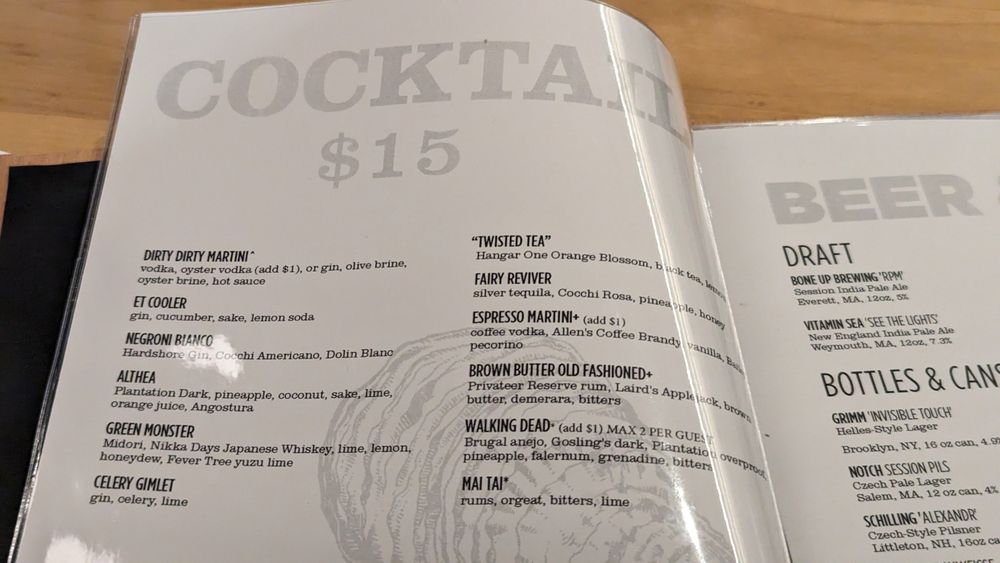 COCKTAIL
$15
DIRTY DIRTY MARTINI^
vodka, oyster vodka (add $1), or gin, olive brine,
oyster brine, hot sauce
ET COOLER
gin, cucumber, sake, lemon soda
NEGRONI BIANCO
Hardshore Gin, Cocchi Americano, Dolin Blanc
ALTHEA
Plantation Dark, pineapple, coconut, sake, lime,
orange juice, Angostura
GREEN MONSTER
Midori, Nikka Days Japanese Whiskey, lime, lemon,
honeydew, Fever Tree yuzu lime
CELERY GIMLET
gin, celery, lime
"TWISTED TEA"
Hangar One Orange Blossom, black tea, lemon
FAIRY REVIVER
silver tequila, Cocchi Rosa, pineapple, honey
ESPRESSO MARTINI+ (add $1)
coffee vodka, Allen's Coffee Brandy, vanilla,
pecorino
BROWN BUTTER OLD FASHIONED+
Privateer Reserve rum, Laird's Applejack, brown
butter, demerara, bitters
WALKING DEAD* (add $1) MAX 2 PER GUEST
Brugal anejo, Gosling's dark, Plantation overproof,
pineapple, falernum, grenadine, bitters
MAI TAI*
rums, orgeat, bitters, lime
BEER
DRAFT
BONE UP BREWING 'RPM'
Session India Pale Ale
Everett, MA, 12oz, 5%
VITAMIN SEA 'SEE THE LIGHTS'
New England India Pale Ale
Weymouth, MA, 12oz, 7.3%
BOTTLES & CANS
GRIMM 'INVISIBLE TOUCH'
Helles-Style Lager
Brooklyn, NY, 16 oz can, 4.9%
NOTCH SESSION PILS
Czech Pale Lager
Salem, MA, 12 oz can, 4%
SCHILLING 'ALEXANDR'
Czech-Style Pilsner
Littleton, NH, 16oz